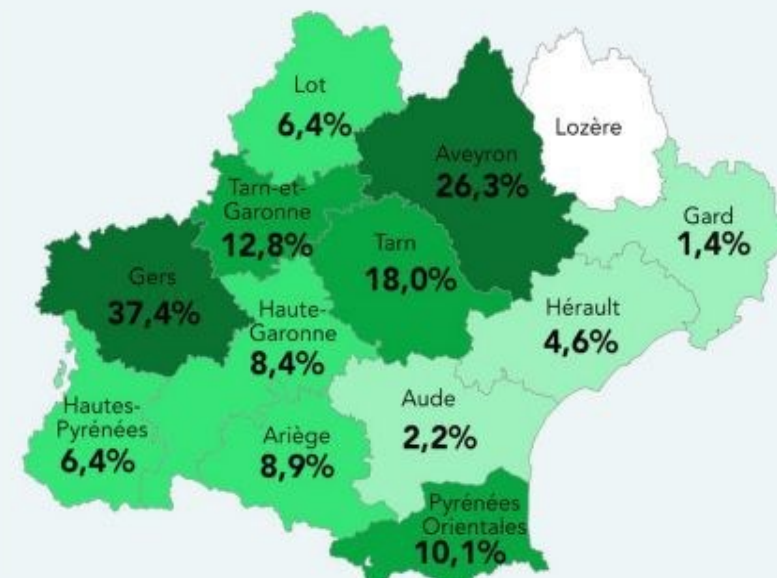 Lot
6,4%
Aveyron
26,3%
Lozère
Tarn-et-
Garonne
12,8%
Tarn
18,0%
Gard
1,4%
Gers
37,4%
Haute-
Garonne
8,4%
Hérault
4,6%
Hautes-
Pyrénées
6,4%
Ariège
8,9%
Aude
2,2%
Pyrénées
Orientales
10,1%